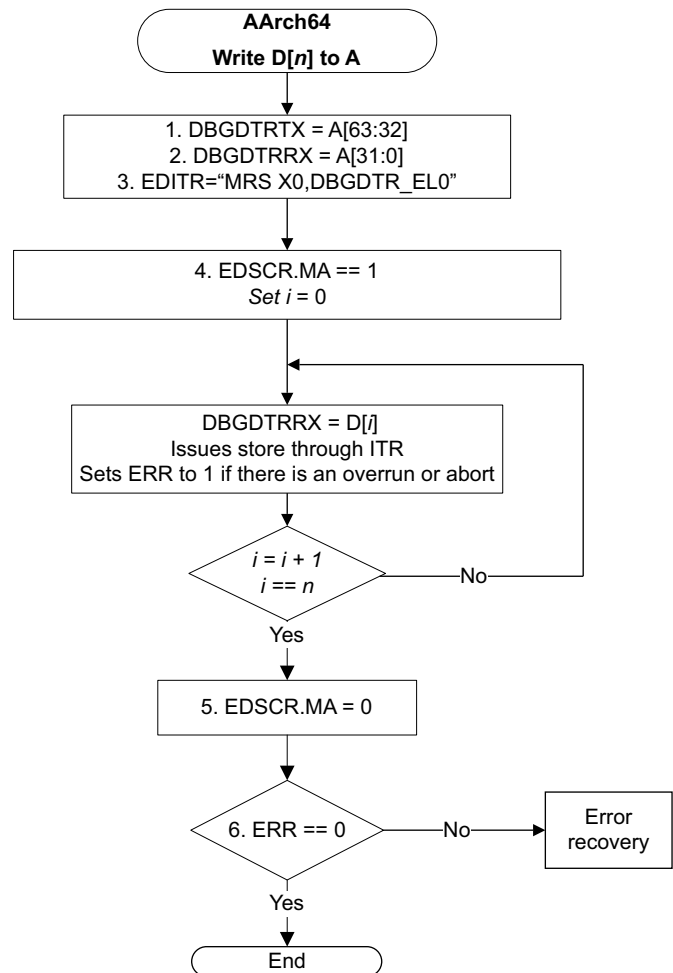 AArch64
Write D[n] to A
1. DBGDTRTX = A[63:32]
2. DBGDTRRX = A[31:0]
3. EDITR=“MRS X0,DBGDTR_EL0”
4. EDSCR.MA == 1
Set i = 0
DBGDTRRX = D[i]
Issues store through ITR
Sets ERR to 1 if there is an overrun or abort
i = i + 1
i == n
No
Yes
5. EDSCR.MA = 0
6. ERR == 0
No
Error
recovery
Yes
End